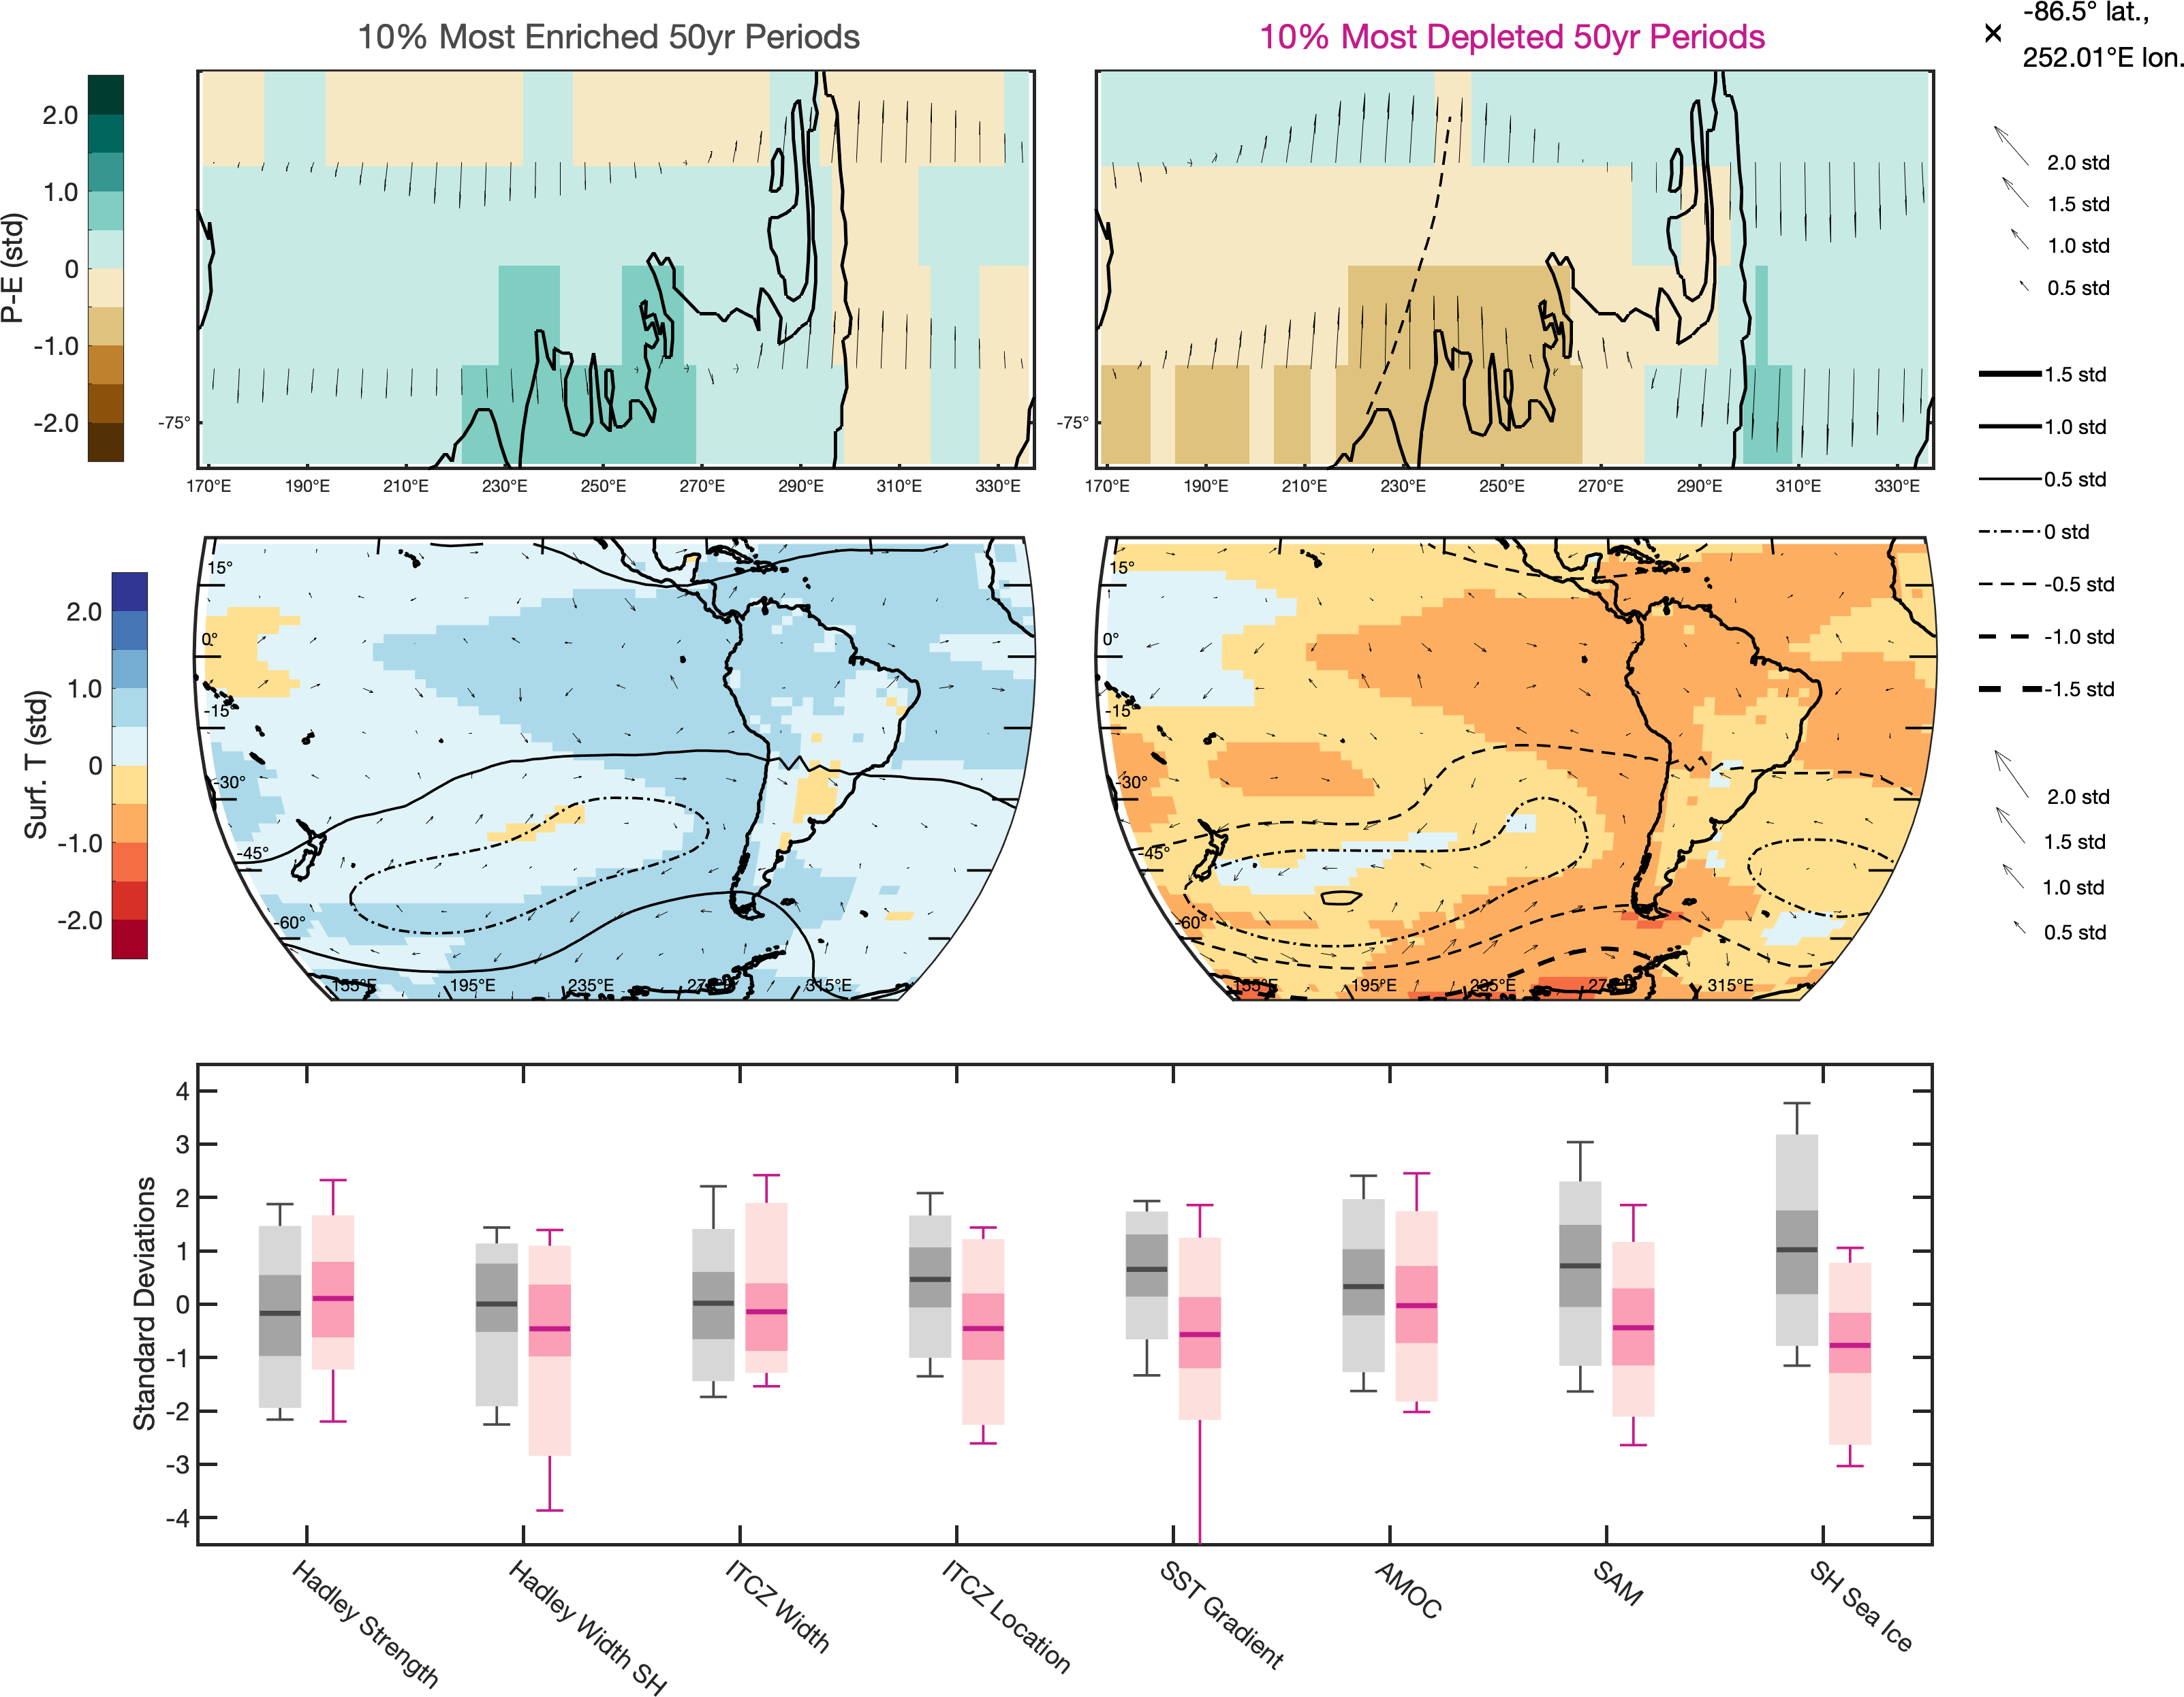 10% Most Enriched 50yr Periods
10% Most Depleted 50yr Periods
-86.5° lat.,
252.01°E lon.
P-E (std)
2.0
1.0
0
-1.0
-2.0
-75°
170°E 190°E 210°E 230°E 250°E 270°E 290°E 310°E 330°E
-75°
170°E 190°E 210°E 230°E 250°E 270°E 290°E 310°E 330°E
2.0 std
1.5 std
1.0 std
0.5 std
1.5 std
1.0 std
0.5 std
0 std
-0.5 std
-1.0 std
-1.5 std
Surf. T (std)
2.0
1.0
0
-1.0
-2.0
15°
0°
-15°
-30°
-45°
-60°
155°E 195°E 235°E 315°E
15°
0°
-15°
-30°
-45°
-60°
155°E 195°E 235°E 315°E
2.0 std
1.5 std
1.0 std
0.5 std
Standard Deviations
4
3
2
1
0
-1
-2
-3
-4
Hadley Strength
Hadley Width SH
ITCZ Width
ITCZ Location
SST Gradient
AMOC
SAM
SH Sea Ice